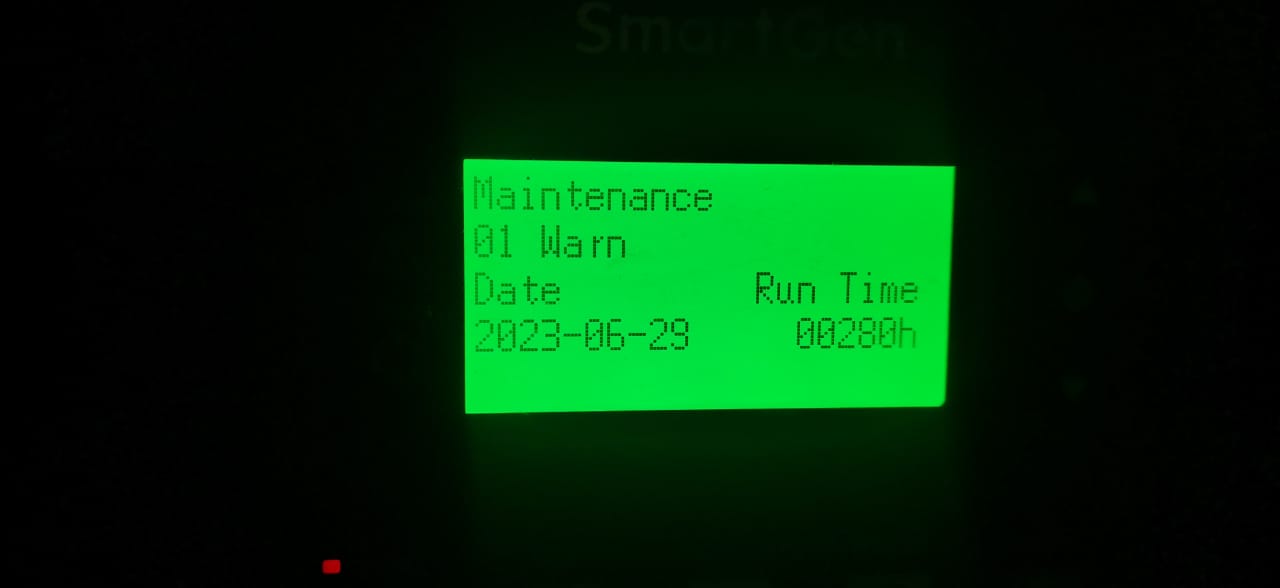 SmartGen
Maintenance
01 Warn
Date Run Time
2023-06-29 00280h